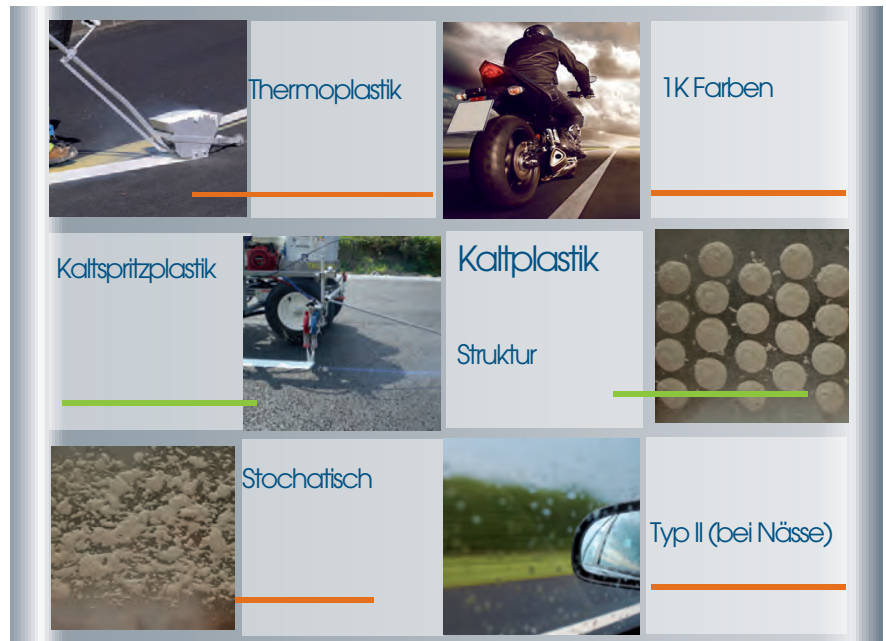 Thermoplastik
1K Farben
Kaltspritzplastik
Kaltplastik
Struktur
Stochatisch
Typ II (bei Nässe)